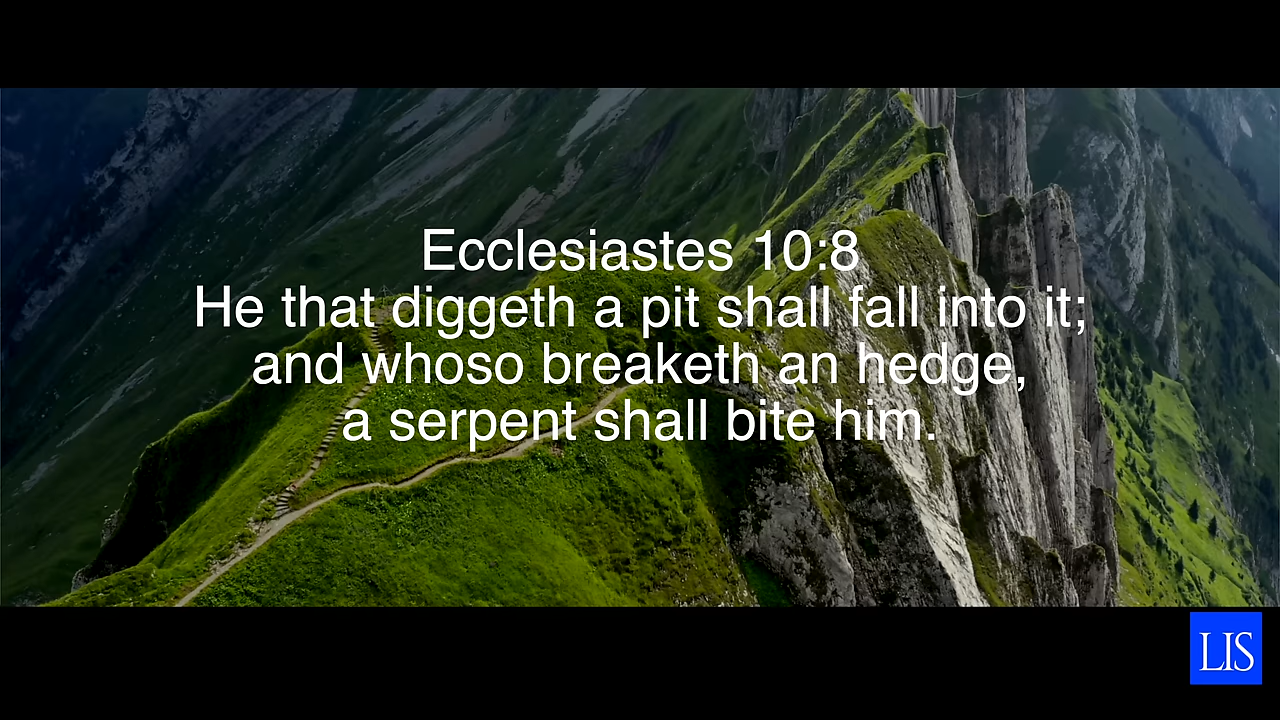 Ecclesiastes 10:8
He that diggeth a pit shall fall into it;
and whoso breaketh an hedge,
a serpent shall bite him.
LIS